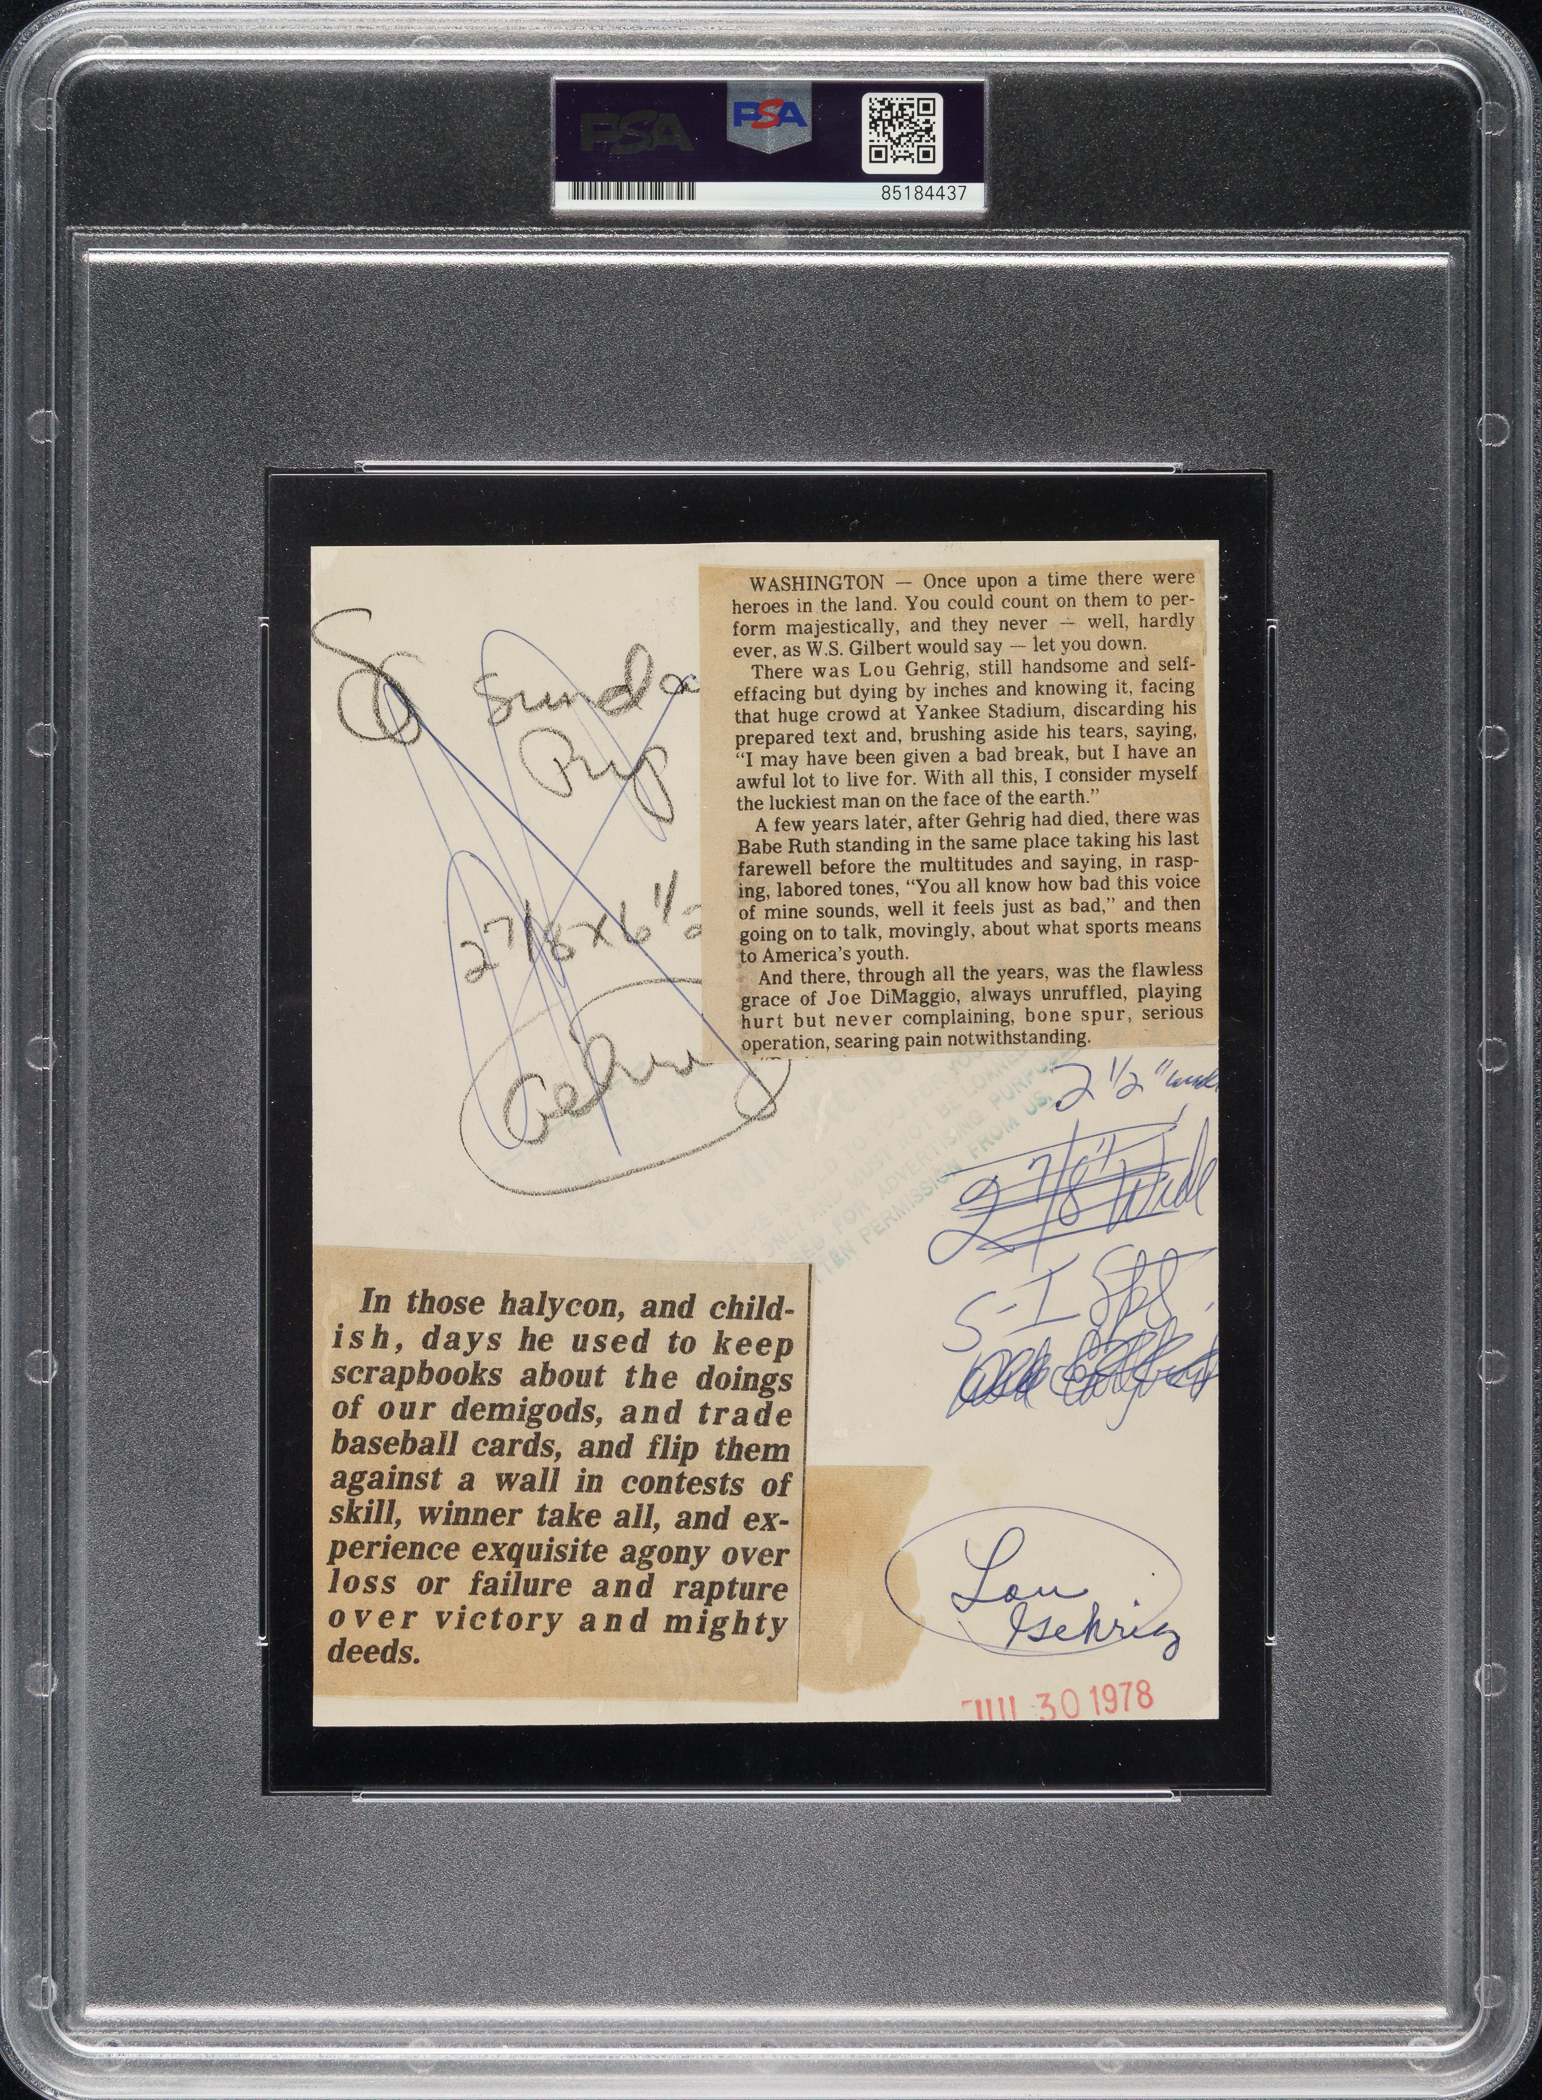 PSA
PSA
85184437
WASHINGTON — Once upon a time there were
heroes in the land. You could count on them to per-
form majestically, and they never — well, hardly
ever, as W.S. Gilbert would say — let you down.
There was Lou Gehrig, still handsome and self-
effacing but dying by inches and knowing it, facing
that huge crowd at Yankee Stadium, discarding his
prepared text and, brushing aside his tears, saying,
“I may have been given a bad break, but I have an
awful lot to live for. With all this, I consider myself
the luckiest man on the face of the earth.”
A few years later, after Gehrig had died, there was
Babe Ruth standing in the same place taking his last
farewell before the multitudes and saying, in rasp-
ing, labored tones, “You all know how bad this voice
of mine sounds, well it feels just as bad,” and then
going on to talk, movingly, about what sports means
to America's youth.
And there, through all the years, was the flawless
grace of Joe DiMaggio, always unruffled, playing
hurt but never complaining, bone spur, serious
operation, searing pain notwithstanding.
Sunda
2 7/8 x 6 1/2
2 1/2"
2 7/8" Wide
PERMISSION FROM US.
In those halycon, and child-
ish, days he used to keep
scrapbooks about the doings
of our demigods, and trade
baseball cards, and flip them
against a wall in contests of
skill, winner take all, and ex-
perience exquisite agony over
loss or failure and rapture
over victory and mighty
deeds.
Lou
Gehrig
30 1978